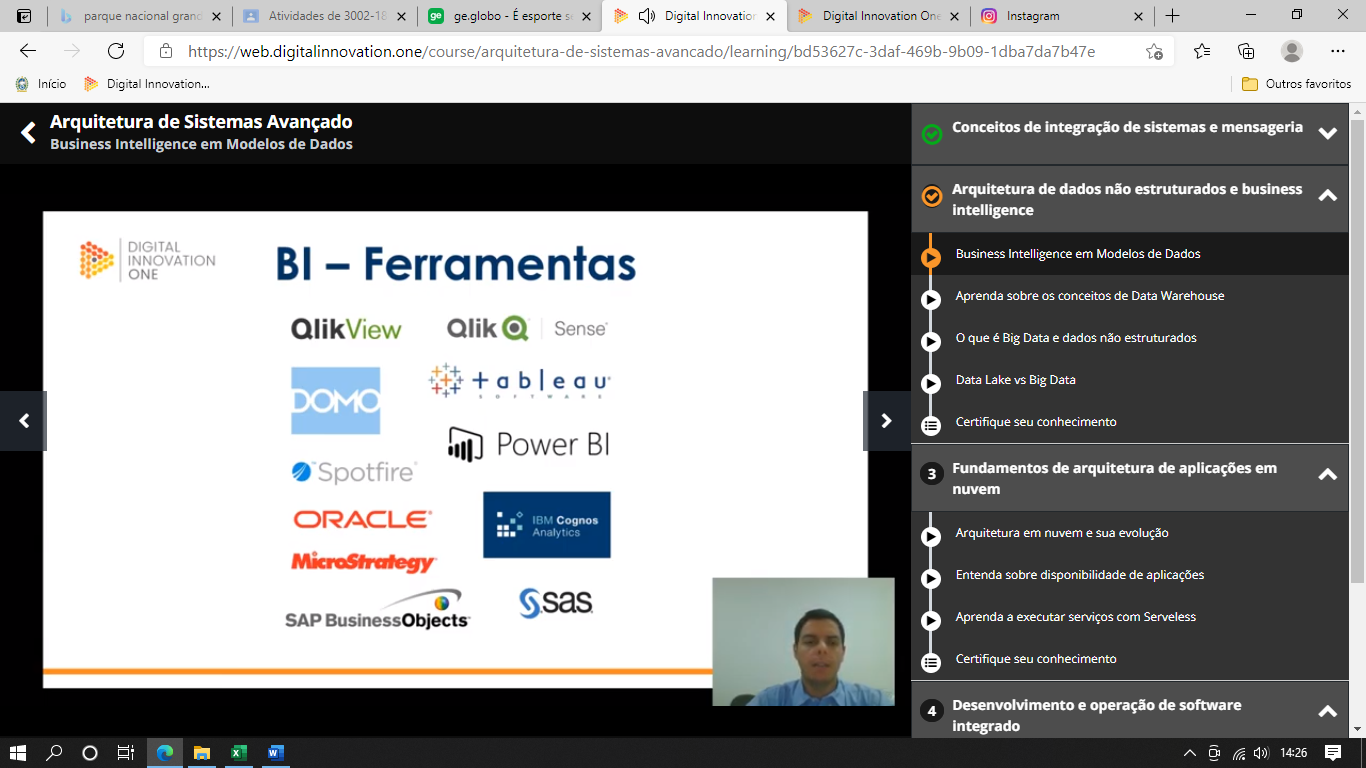 parque nacional grand
Atividades de 3002-18
ge.globo - É esporte s
Digital Innovation
Digital Innovation One
Instagram
https://web.digitalinnovation.one/course/arquitetura-de-sistemas-avancado/learning/bd53627c-3daf-469b-9b09-1dba7da7b47e
Início
Digital Innovation...
Outros favoritos
Arquitetura de Sistemas Avançado
Business Intelligence em Modelos de Dados
DIGITAL
INNOVATION
ONE
BI – Ferramentas
QlikView
Qlik Sense
DOMO
tableau
SOFTWARE
Power BI
Spotfire
ORACLE
IBM Cognos
Analytics
MicroStrategy
SAP BusinessObjects
sas
Conceitos de integração de sistemas e mensageria
Arquitetura de dados não estruturados e business
intelligence
Business Intelligence em Modelos de Dados
Aprenda sobre os conceitos de Data Warehouse
O que é Big Data e dados não estruturados
Data Lake vs Big Data
Certifique seu conhecimento
3 Fundamentos de arquitetura de aplicações em
nuvem
Arquitetura em nuvem e sua evolução
Entenda sobre disponibilidade de aplicações
Aprenda a executar serviços com Serveless
Certifique seu conhecimento
4 Desenvolvimento e operação de software
integrado
14:26